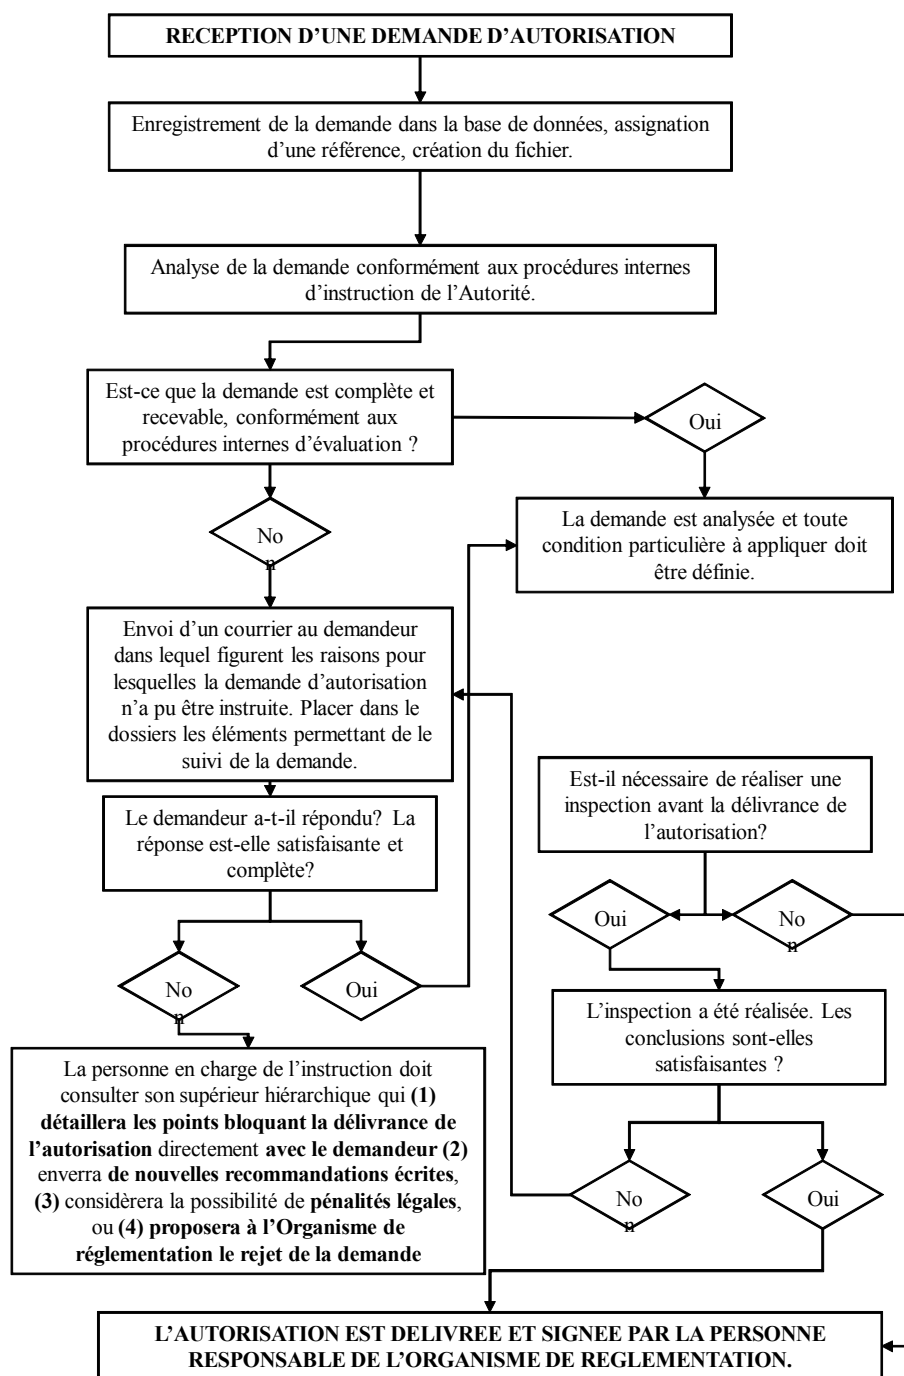 RECEPTION D’UNE DEMANDE D’AUTORISATION
Enregistrement de la demande dans la base de données, assignation
d’une référence, création du fichier.
Analyse de la demande conformément aux procédures internes
d’instruction de l’Autorité.
Est-ce que la demande est complète et
recevable, conformément aux
procédures internes d’évaluation ?
Oui
No
n
La demande est analysée et toute
condition particulière à appliquer doit
être définie.
Envoi d’un courrier au demandeur
dans lequel figurent les raisons pour
lesquelles la demande d’autorisation
n’a pu être instruite. Placer dans le
dossiers les éléments permettant de le
suivi de la demande.
Est-il nécessaire de réaliser une
inspection avant la délivrance de
l’autorisation?
Le demandeur a-t-il répondu? La
réponse est-elle satisfaisante et
complète?
Oui
No
n
No
n
Oui
L’inspection a été réalisée. Les
conclusions sont-elles
satisfaisantes ?
La personne en charge de l’instruction doit
consulter son supérieur hiérarchique qui (1)
détaillera les points bloquant la délivrance de
l’autorisation directement avec le demandeur (2)
enverra de nouvelles recommandations écrites,
(3) considèrera la possibilité de pénalités légales,
ou (4) proposera à l’Organisme de
réglementation le rejet de la demande
No
n
Oui
L’AUTORISATION EST DELIVREE ET SIGNEE PAR LA PERSONNE
RESPONSABLE DE L’ORGANISME DE REGLEMENTATION.